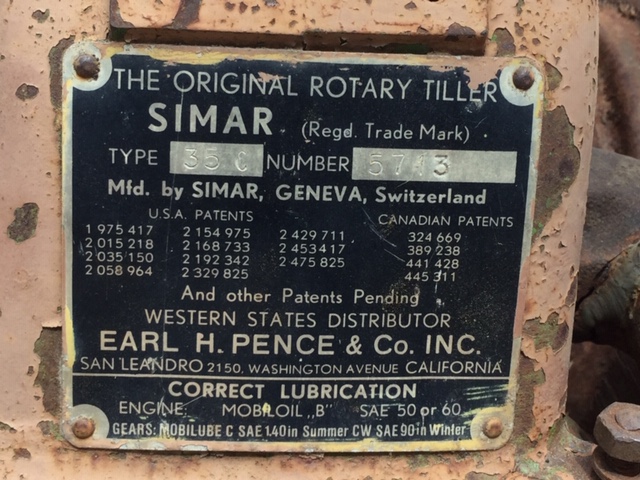 THE ORIGINAL ROTARY TILLER
SIMAR (Regd. Trade Mark)
TYPE 35 C NUMBER 5713
Mfd. by SIMAR, GENEVA, Switzerland
U.S.A. PATENTS CANADIAN PATENTS
1 975 417 2 154 975 2 429 711 324 669
2 015 218 2 168 733 2 453 417 389 238
2 035 150 2 192 342 2 475 825 441 428
2 058 964 2 329 825 445 311
And other Patents Pending
WESTERN STATES DISTRIBUTOR
EARL H. PENCE & Co. INC.
SAN LEANDRO 2150, WASHINGTON AVENUE CALIFORNIA
CORRECT LUBRICATION
ENGINE: MOBILOIL „B" SAE 50 or 60
GEARS: MOBILUBE C SAE 140 in Summer CW SAE 90 in Winter